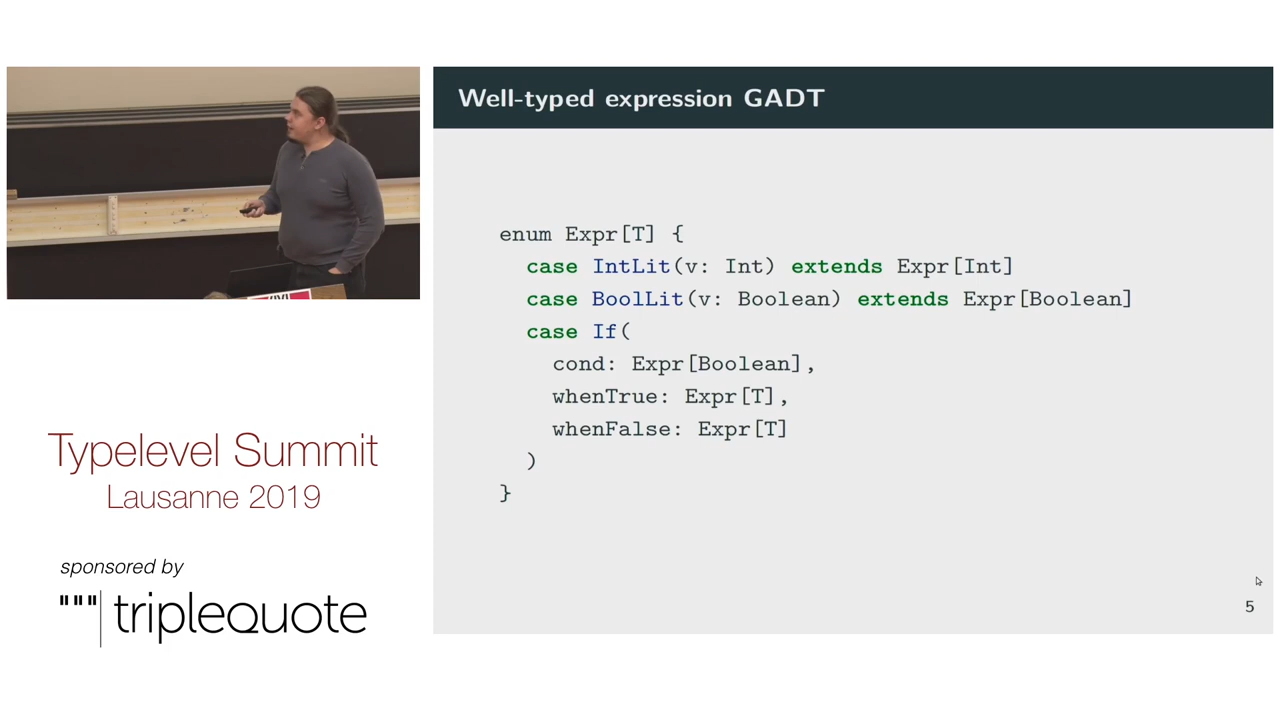 Well-typed expression GADT
enum Expr[T] {
case IntLit(v: Int) extends Expr[Int]
case BoolLit(v: Boolean) extends Expr[Boolean]
case If(
cond: Expr[Boolean],
whenTrue: Expr[T],
whenFalse: Expr[T]
)
}
5
Typelevel Summit
Lausanne 2019
sponsored by
"""|triplequote